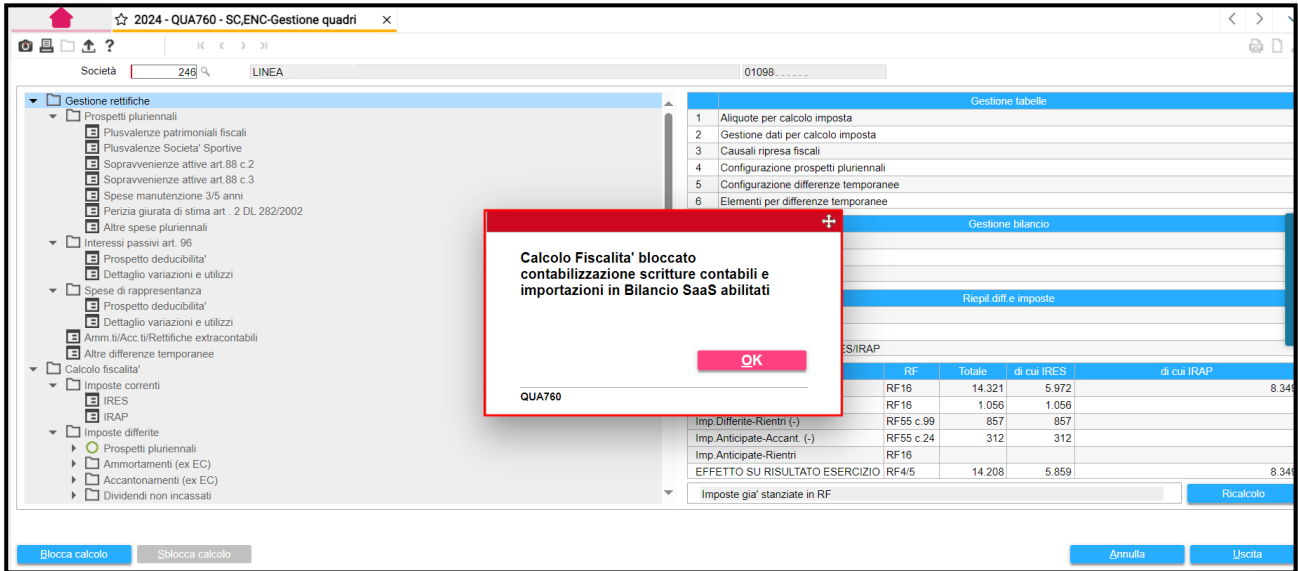 2024 - QUA760 - SC,ENC-Gestione quadri ×
?
Società 246 LINEA 01098
Gestione rettifiche
Prospetti pluriennali
Plusvalenze patrimoniali fiscali
Plusvalenze Societa' Sportive
Sopravvenienze attive art.88 c.2
Sopravvenienze attive art.88 c.3
Spese manutenzione 3/5 anni
Perizia giurata di stima art . 2 DL 282/2002
Altre spese pluriennali
Interessi passivi art. 96
Prospetto deducibilita'
Dettaglio variazioni e utilizzi
Spese di rappresentanza
Prospetto deducibilita'
Dettaglio variazioni e utilizzi
Amm.ti/Acc.ti/Rettifiche extracontabili
Altre differenze temporanee
Calcolo fiscalita'
Imposte correnti
IRES
IRAP
Imposte differite
Prospetti pluriennali
Ammortamenti (ex EC)
Accantonamenti (ex EC)
Dividendi non incassati
Gestione tabelle
1 Aliquote per calcolo imposta
2 Gestione dati per calcolo imposta
3 Causali ripresa fiscali
4 Configurazione prospetti pluriennali
5 Configurazione differenze temporanee
6 Elementi per differenze temporanee
Gestione bilancio
Riepil.diff e imposte
ES/IRAP
RF Totale di cui IRES di cui IRAP
RF16 14.321 5.972 8.349
RF16 1.056 1.056
Imp.Differite-Rientri (-) RF55 c.99 857 857
Imp.Anticipate-Accant. (-) RF55 c.24 312 312
Imp.Anticipate-Rientri RF16
EFFETTO SU RISULTATO ESERCIZIO RF4/5 14.208 5.859 8.349
Imposte gia' stanziate in RF Ricalcolo
Calcolo Fiscalita' bloccato
contabilizzazione scritture contabili e
importazioni in Bilancio SaaS abilitati
OK
QUA760
Blocca calcolo Sblocca calcolo Annulla Uscita